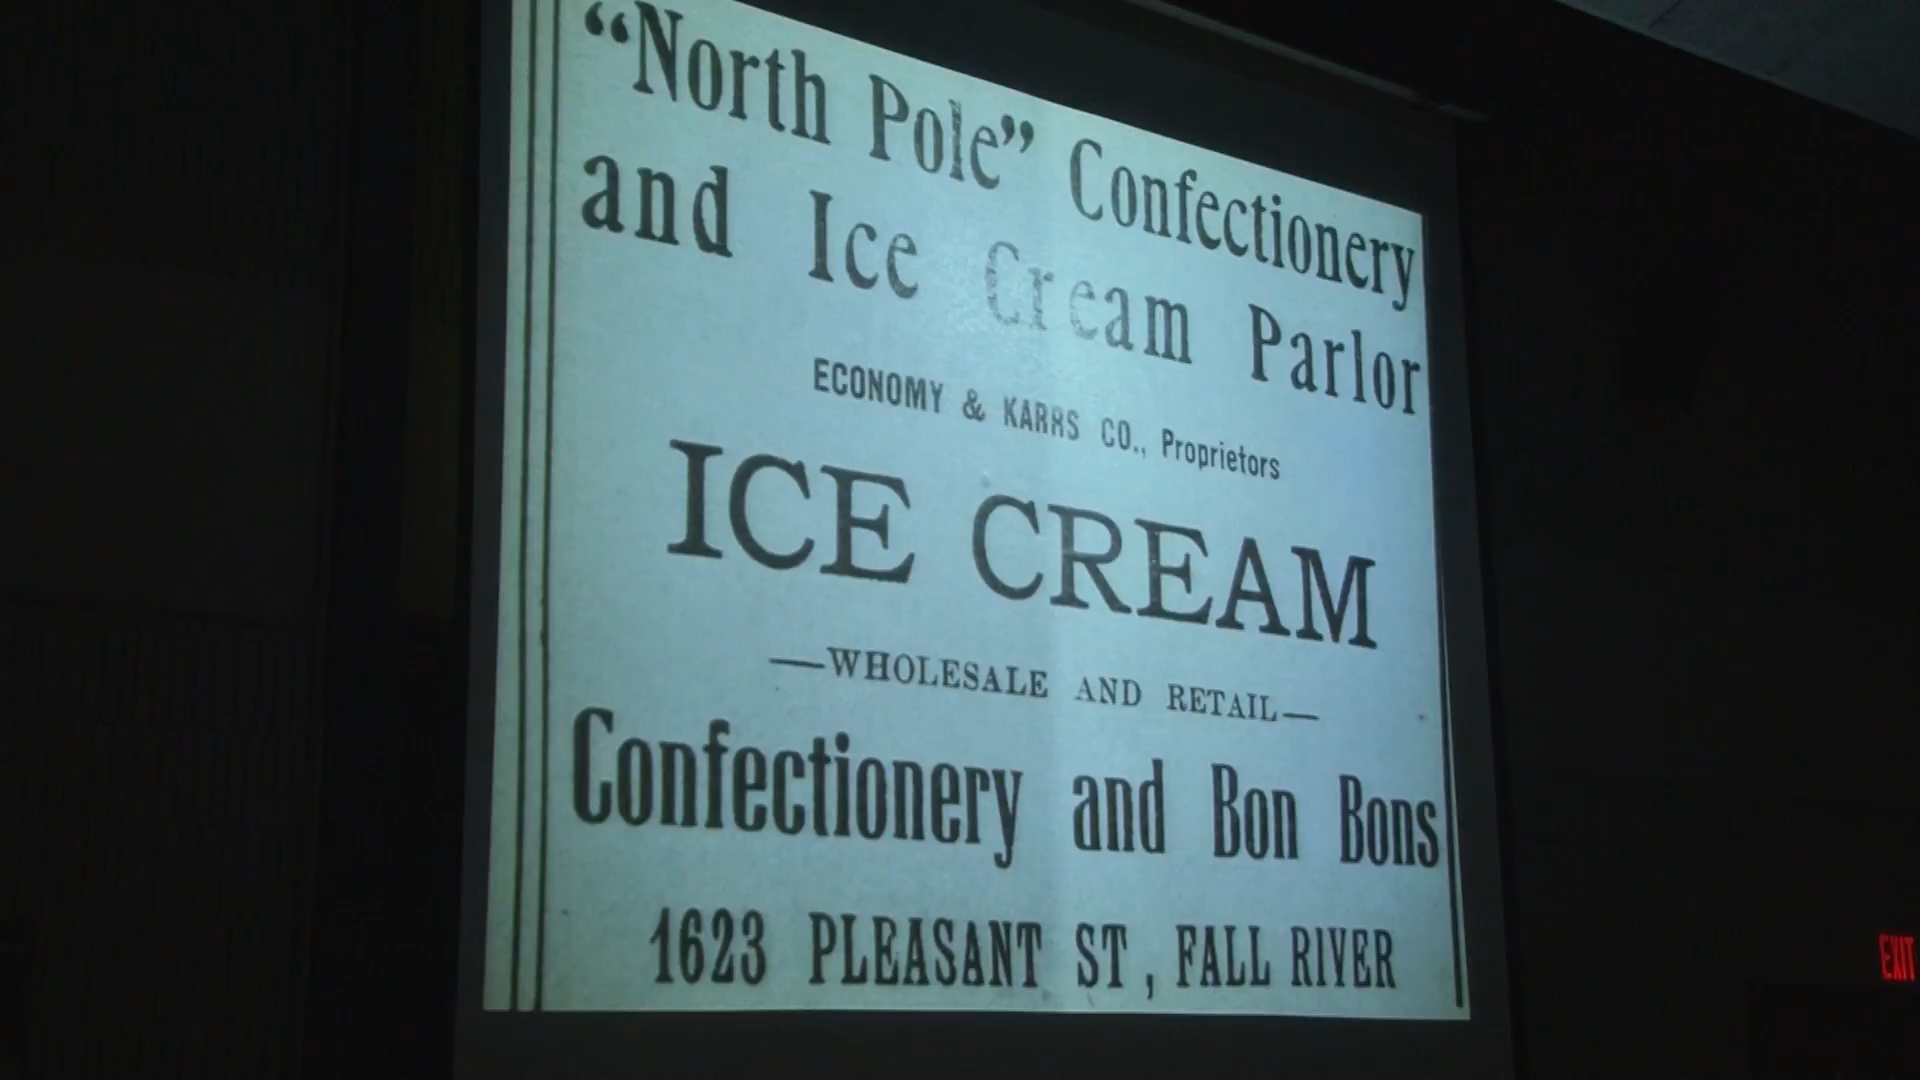 “North Pole” Confectionery
and Ice Cream Parlor
ECONOMY & KARRS CO., Proprietors
ICE CREAM
—WHOLESALE AND RETAIL—
Confectionery and Bon Bons
1623 PLEASANT ST, FALL RIVER
EXIT